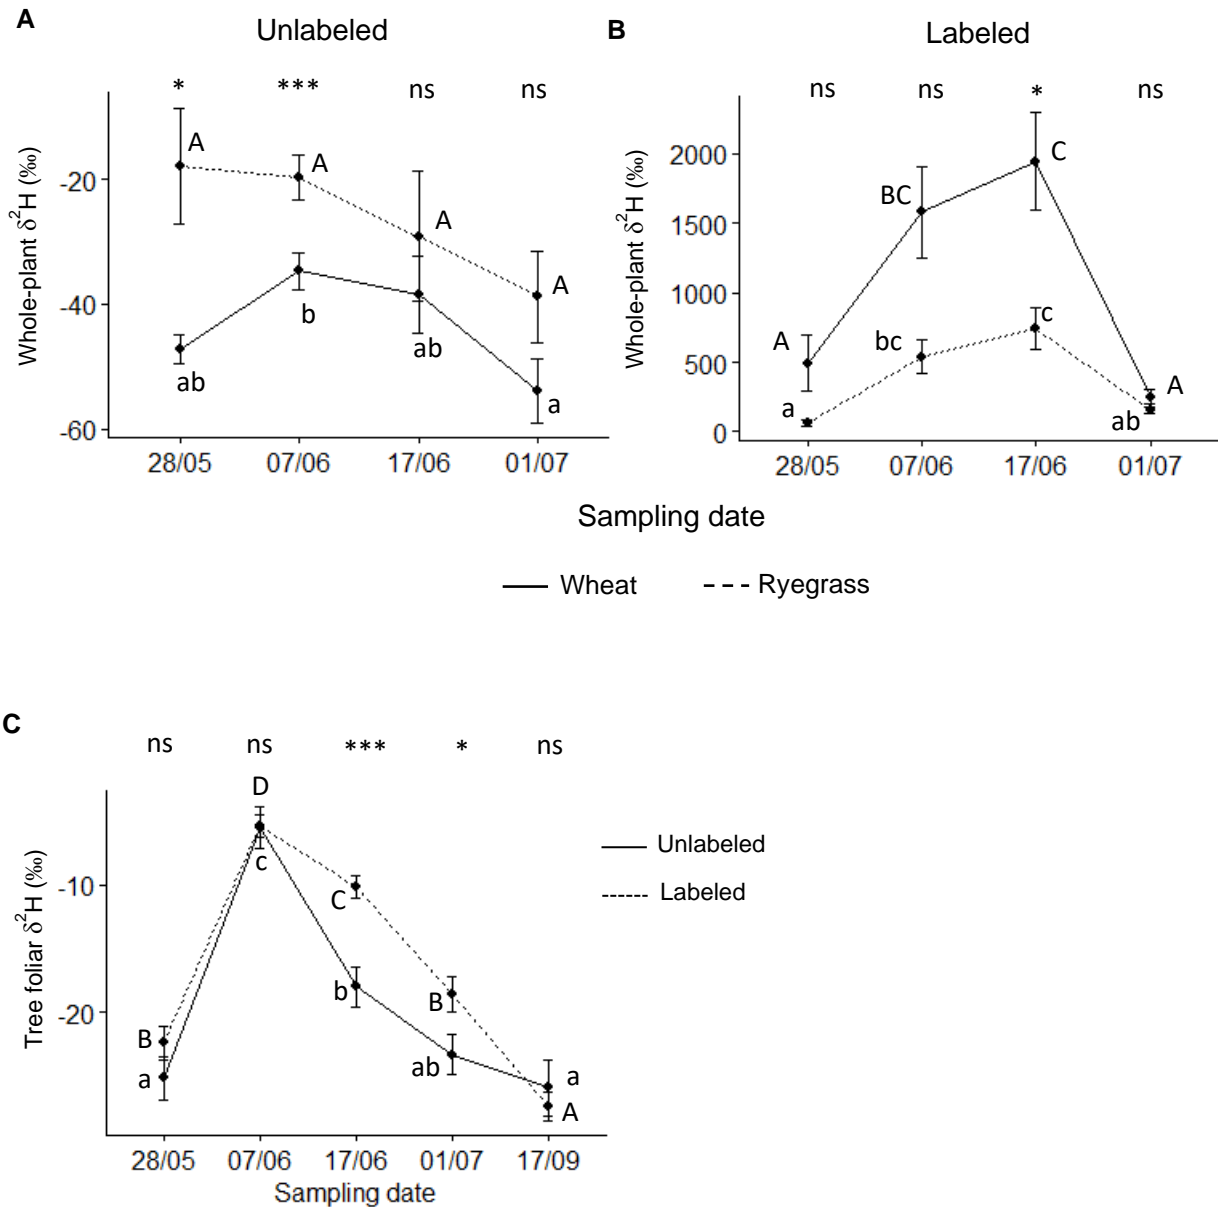 A
Unlabeled
B
Labeled
* *** ns ns
ns ns * ns
Whole-plant δ²H (‰)
-20
-40
-60
A
A
A
A
ab
b
ab
a
28/05 07/06 17/06 01/07
Whole-plant δ²H (‰)
2000
1500
1000
500
0
A
BC
C
A
a
bc
c
ab
28/05 07/06 17/06 01/07
Sampling date
Wheat Ryegrass
C
ns ns *** * ns
Tree foliar δ²H (‰)
-10
-20
B
D
C
B
A
a
c
b
ab
a
28/05 07/06 17/06 01/07 17/09
Sampling date
Unlabeled
Labeled